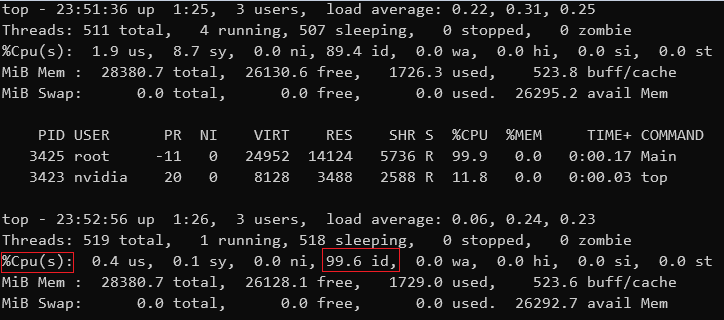 top - 23:51:36 up  1:25,  3 users,  load average: 0.22, 0.31, 0.25
Threads: 511 total,   4 running, 507 sleeping,   0 stopped,   0 zombie
%Cpu(s):  1.9 us,  8.7 sy,  0.0 ni, 89.4 id,  0.0 wa,  0.0 hi,  0.0 si,  0.0 st
MiB Mem :  28380.7 total,  26130.6 free,   1726.3 used,    523.8 buff/cache
MiB Swap:      0.0 total,      0.0 free,      0.0 used.  26295.2 avail Mem
PID USER      PR  NI    VIRT    RES    SHR S  %CPU  %MEM     TIME+ COMMAND
3425 root     -11   0   24952  14124   5736 R  99.9   0.0   0:00.17 Main
3423 nvidia    20   0    8128   3488   2588 R  11.8   0.0   0:00.03 top
top - 23:52:56 up  1:26,  3 users,  load average: 0.06, 0.24, 0.23
Threads: 519 total,   1 running, 518 sleeping,   0 stopped,   0 zombie
%Cpu(s):  0.4 us,  0.1 sy,  0.0 ni, 99.6 id,  0.0 wa,  0.0 hi,  0.0 si,  0.0 st
MiB Mem :  28380.7 total,  26128.1 free,   1729.0 used,    523.6 buff/cache
MiB Swap:      0.0 total,      0.0 free,      0.0 used.  26292.7 avail Mem